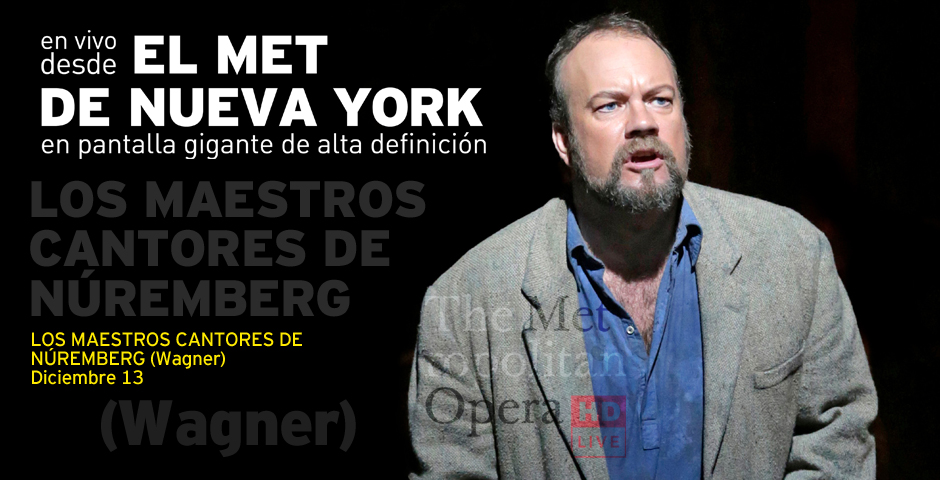 en vivo
desde EL MET
DE NUEVA YORK
en pantalla gigante de alta definición
LOS MAESTROS
CANTORES DE
NÚREMBERG
LOS MAESTROS CANTORES DE
NÚREMBERG (Wagner)
Diciembre 13
(Wagner)
The Met
ropolitan
Opera HD
LIVE